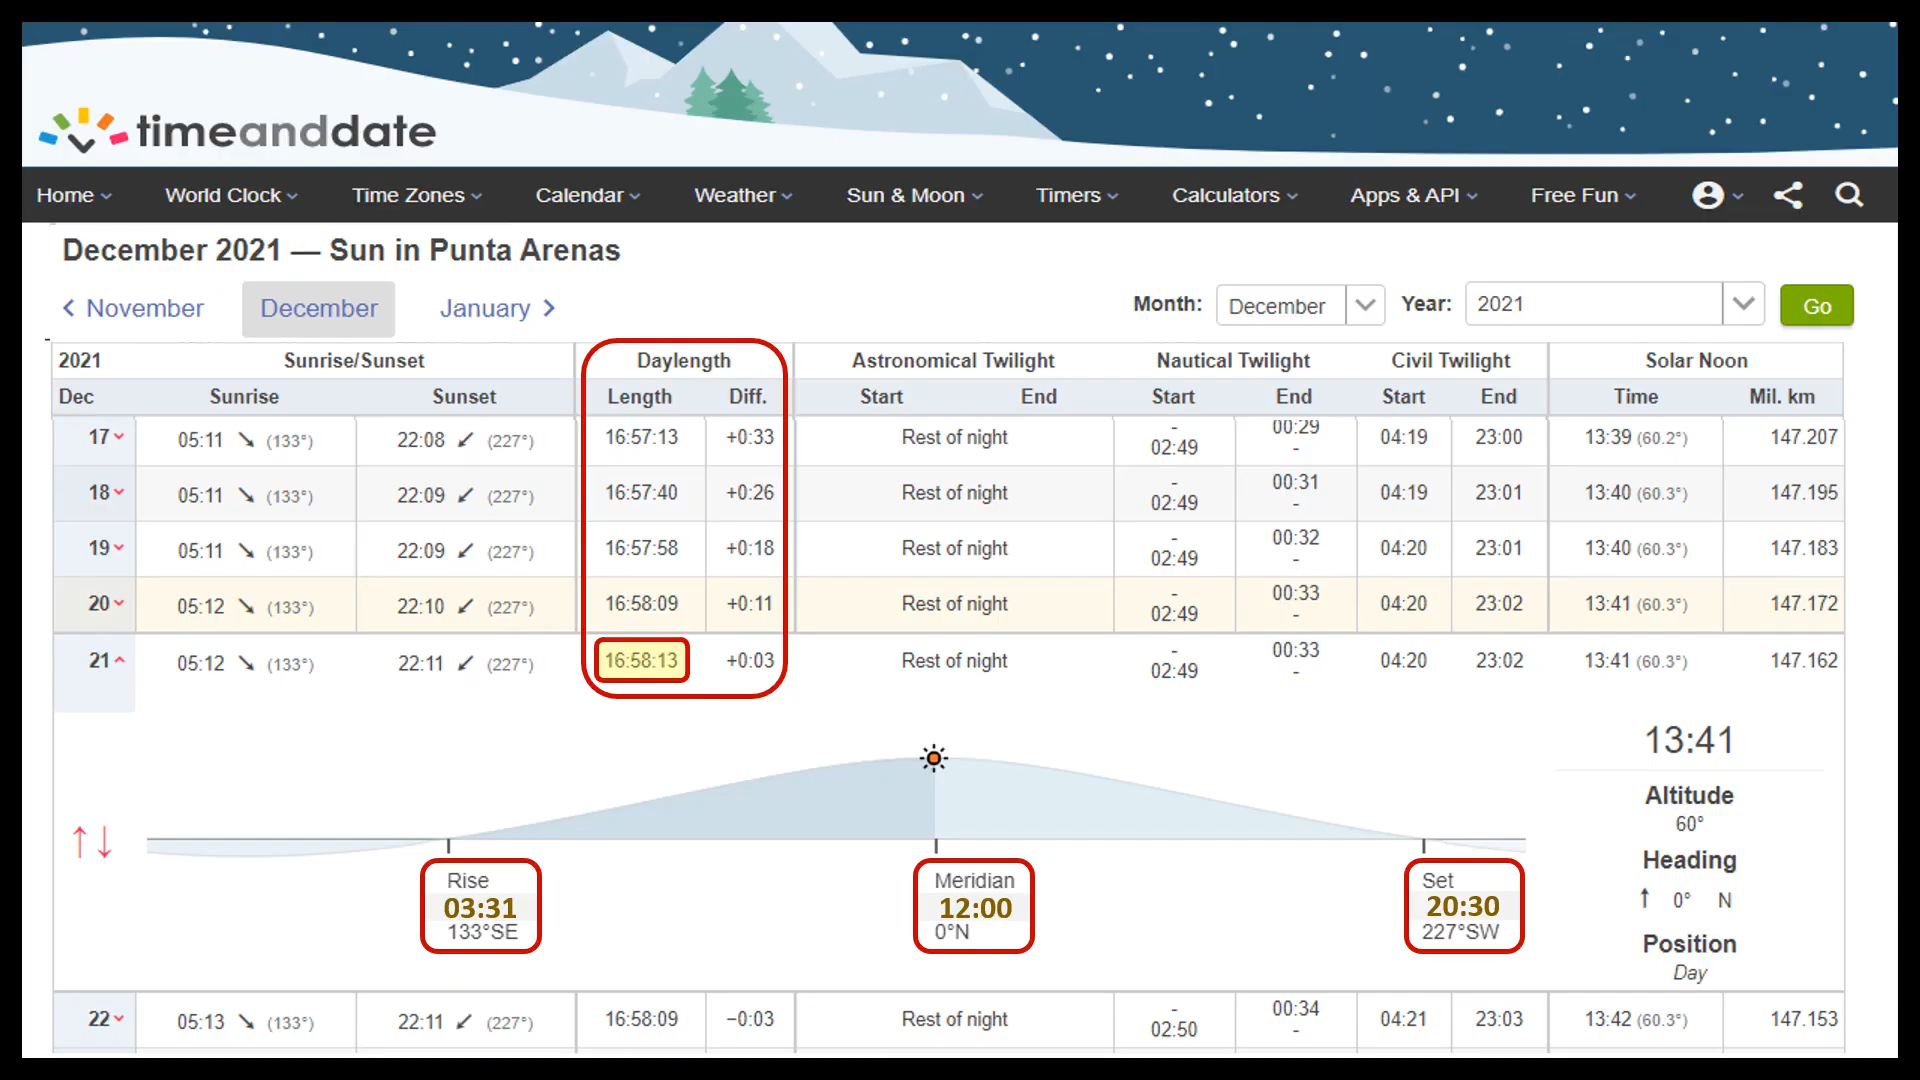 timeanddate
Home World Clock Time Zones Calendar Weather Sun & Moon Timers Calculators Apps & API Free Fun
December 2021 — Sun in Punta Arenas
November December January
Month: December Year: 2021 Go
2021 Sunrise/Sunset Daylength Astronomical Twilight Nautical Twilight Civil Twilight Solar Noon
Dec Sunrise Sunset Length Diff. Start End Start End Start End Time Mil. km
17 05:11 (133°) 22:08 (227°) 16:57:13 +0:33 Rest of night - 02:49 00:29 - 04:19 23:00 13:39 (60.2°) 147.207
18 05:11 (133°) 22:09 (227°) 16:57:40 +0:26 Rest of night - 02:49 00:31 - 04:19 23:01 13:40 (60.3°) 147.195
19 05:11 (133°) 22:09 (227°) 16:57:58 +0:18 Rest of night - 02:49 00:32 - 04:20 23:01 13:40 (60.3°) 147.183
20 05:12 (133°) 22:10 (227°) 16:58:09 +0:11 Rest of night - 02:49 00:33 - 04:20 23:02 13:41 (60.3°) 147.172
21 05:12 (133°) 22:11 (227°) 16:58:13 +0:03 Rest of night - 02:49 00:33 - 04:20 23:02 13:41 (60.3°) 147.162
Rise
03:31
133°SE
Meridian
12:00
0°N
Set
20:30
227°SW
13:41
Altitude
60°
Heading
↑ 0° N
Position
Day
22 05:13 (133°) 22:11 (227°) 16:58:09 −0:03 Rest of night - 02:50 00:34 - 04:21 23:03 13:42 (60.3°) 147.153